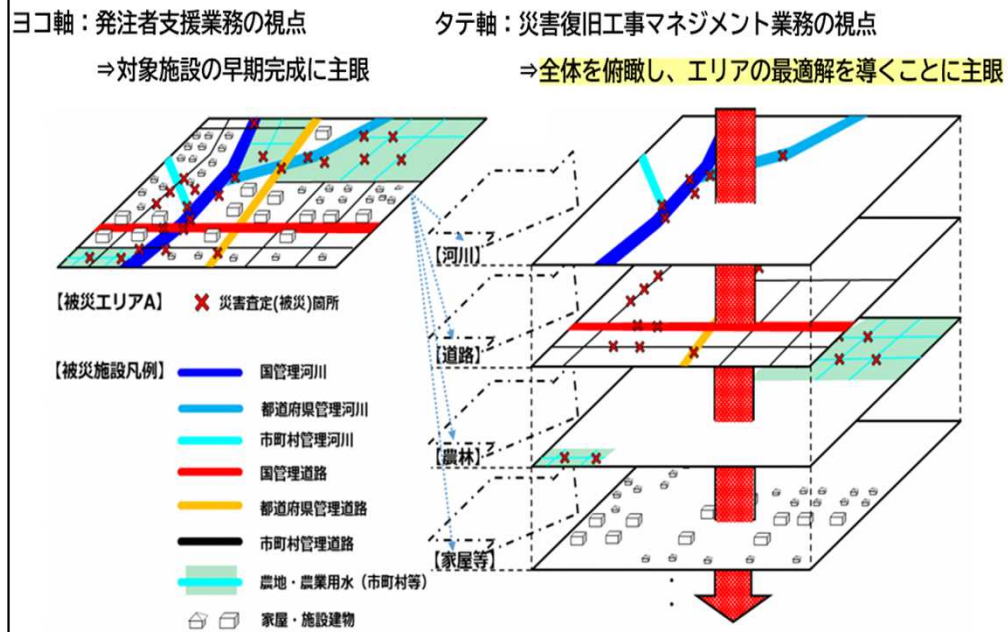 ヨコ軸：発注者支援業務の視点
⇒対象施設の早期完成に主眼
タテ軸：災害復旧工事マネジメント業務の視点
⇒全体を俯瞰し、エリアの最適解を導くことに主眼
【被災エリアA】
災害査定(被災)箇所
【被災施設凡例】
国管理河川
都道府県管理河川
市町村管理河川
国管理道路
都道府県管理道路
市町村管理道路
農地・農業用水（市町村等）
家屋・施設建物
【河川】
【道路】
【農林】
【家屋等】